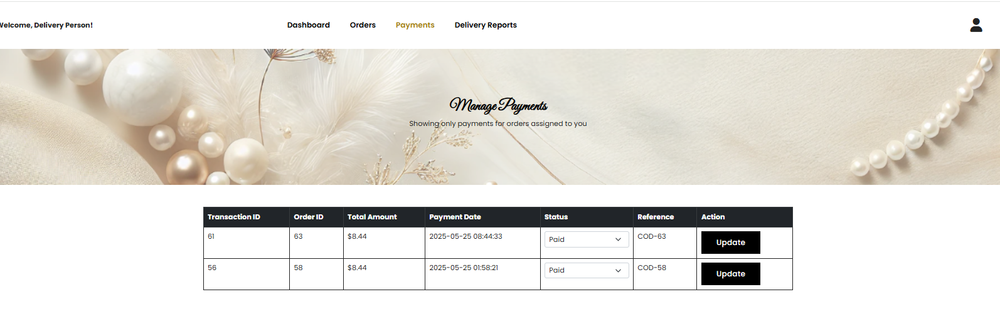 Welcome, Delivery Person! Dashboard Orders Payments Delivery Reports
Manage Payments
Showing only payments for orders assigned to you
Transaction ID Order ID Total Amount Payment Date Status Reference Action
61 63 $8.44 2025-05-25 08:44:33 Paid COD-63 Update
56 58 $8.44 2025-05-25 01:58:21 Paid COD-58 Update